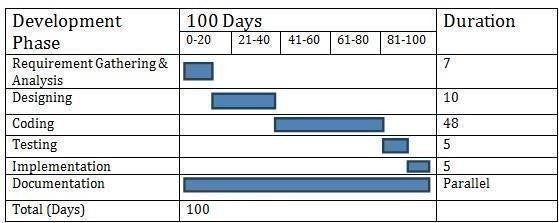 Development Phase 100 Days Duration
0-20 21-40 41-60 61-80 81-100
Requirement Gathering & Analysis 7
Designing 10
Coding 48
Testing 5
Implementation 5
Documentation Parallel
Total (Days) 100